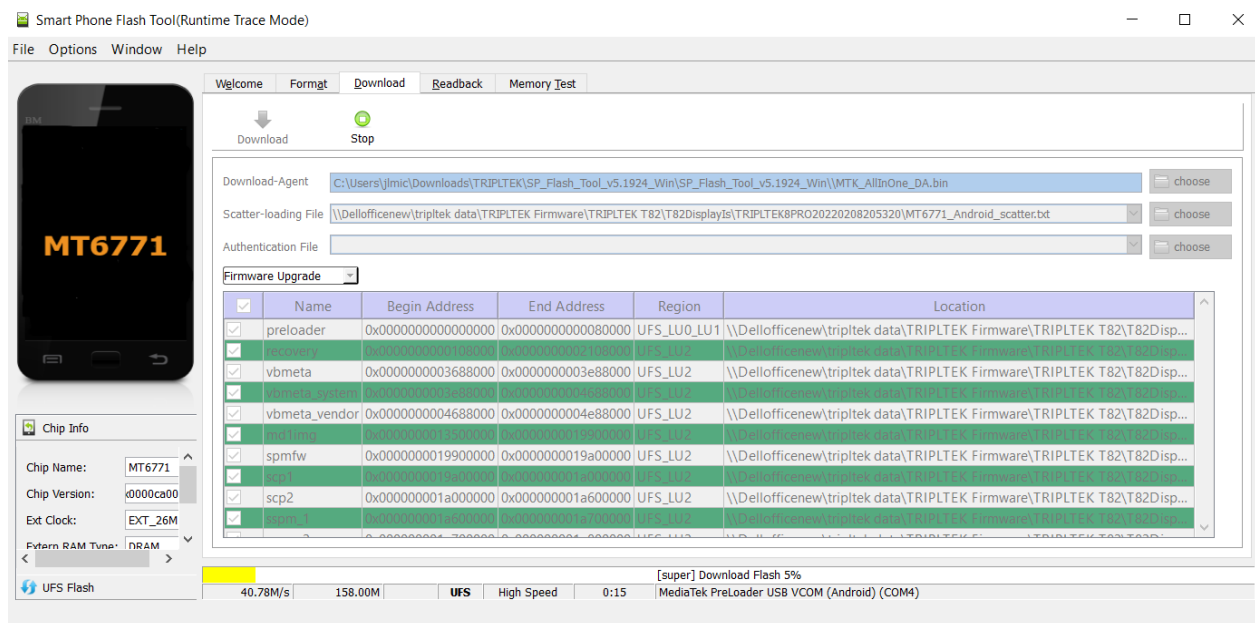 Smart Phone Flash Tool(Runtime Trace Mode)
File Options Window Help
Welcome Format Download Readback Memory Test
BM
Download Stop
Download-Agent C:\Users\jlmic\Downloads\TRIPLTEK\SP_Flash_Tool_v5.1924_Win\SP_Flash_Tool_v5.1924_Win\\MTK_AllInOne_DA.bin choose
Scatter-loading File \\Dellofficenew\tripltek data\TRIPLTEK Firmware\TRIPLTEK T82\T82DisplayIs\TRIPLTEK8PRO20220208205320\MT6771_Android_scatter.txt choose
MT6771
Authentication File choose
Firmware Upgrade
Name Begin Address End Address Region Location
preloader 0x0000000000000000 0x0000000000080000 UFS_LU0_LU1 \\Dellofficenew\tripltek data\TRIPLTEK Firmware\TRIPLTEK T82\T82Disp...
recovery 0x0000000000108000 0x0000000002108000 UFS_LU2 \\Dellofficenew\tripltek data\TRIPLTEK Firmware\TRIPLTEK T82\T82Disp...
vbmeta 0x0000000003688000 0x0000000003e88000 UFS_LU2 \\Dellofficenew\tripltek data\TRIPLTEK Firmware\TRIPLTEK T82\T82Disp...
vbmeta_system 0x0000000003e88000 0x0000000004688000 UFS_LU2 \\Dellofficenew\tripltek data\TRIPLTEK Firmware\TRIPLTEK T82\T82Disp...
vbmeta_vendor 0x0000000004688000 0x0000000004e88000 UFS_LU2 \\Dellofficenew\tripltek data\TRIPLTEK Firmware\TRIPLTEK T82\T82Disp...
md1img 0x0000000013500000 0x0000000019900000 UFS_LU2 \\Dellofficenew\tripltek data\TRIPLTEK Firmware\TRIPLTEK T82\T82Disp...
spmfw 0x0000000019900000 0x0000000019a00000 UFS_LU2 \\Dellofficenew\tripltek data\TRIPLTEK Firmware\TRIPLTEK T82\T82Disp...
scp1 0x0000000019a00000 0x000000001a000000 UFS_LU2 \\Dellofficenew\tripltek data\TRIPLTEK Firmware\TRIPLTEK T82\T82Disp...
scp2 0x000000001a000000 0x000000001a600000 UFS_LU2 \\Dellofficenew\tripltek data\TRIPLTEK Firmware\TRIPLTEK T82\T82Disp...
sspm_1 0x000000001a600000 0x000000001a700000 UFS_LU2 \\Dellofficenew\tripltek data\TRIPLTEK Firmware\TRIPLTEK T82\T82Disp...
Chip Info
Chip Name: MT6771
Chip Version: 0000ca00
Ext Clock: EXT_26M
Extern RAM Type: DRAM
UFS Flash
[super] Download Flash 5%
40.78M/s 158.00M UFS High Speed 0:15 MediaTek PreLoader USB VCOM (Android) (COM4)